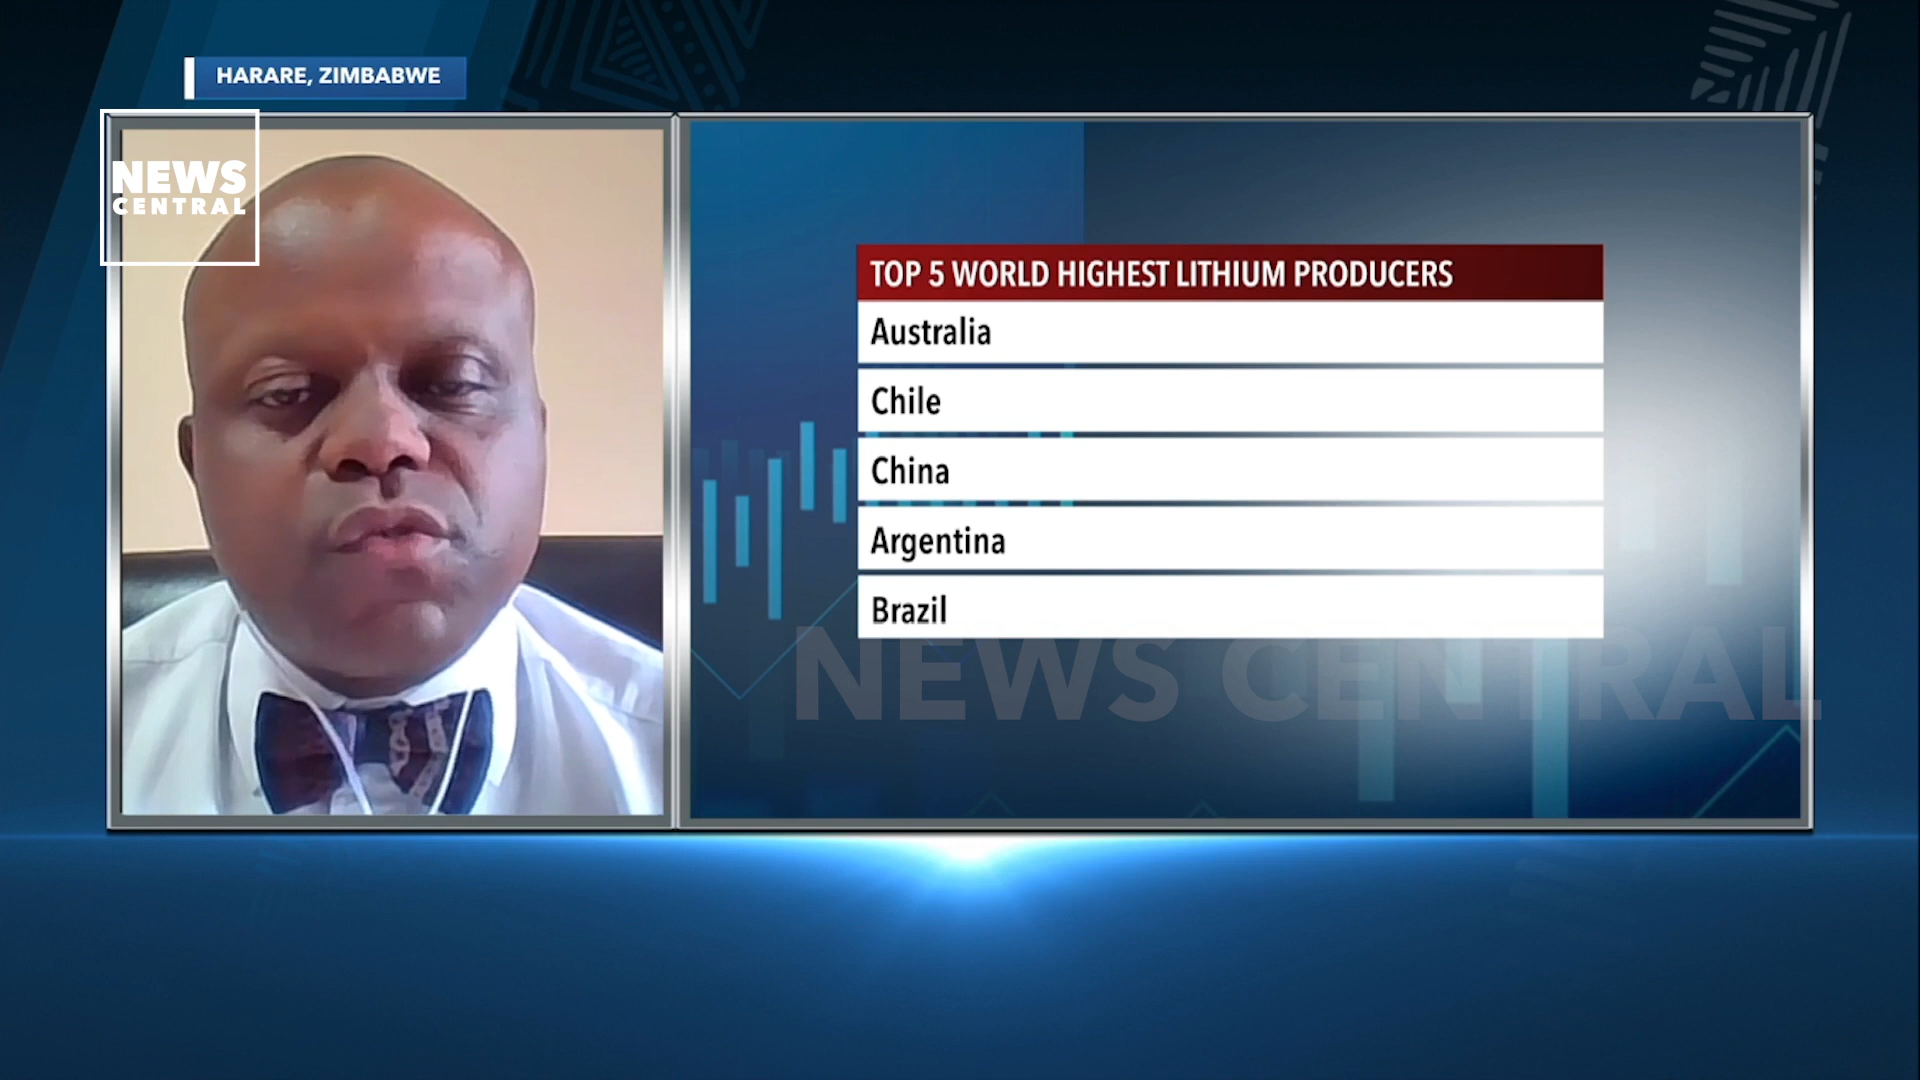 HARARE, ZIMBABWE
NEWS
CENTRAL
TOP 5 WORLD HIGHEST LITHIUM PRODUCERS
Australia
Chile
China
Argentina
Brazil
NEWS CENTRAL